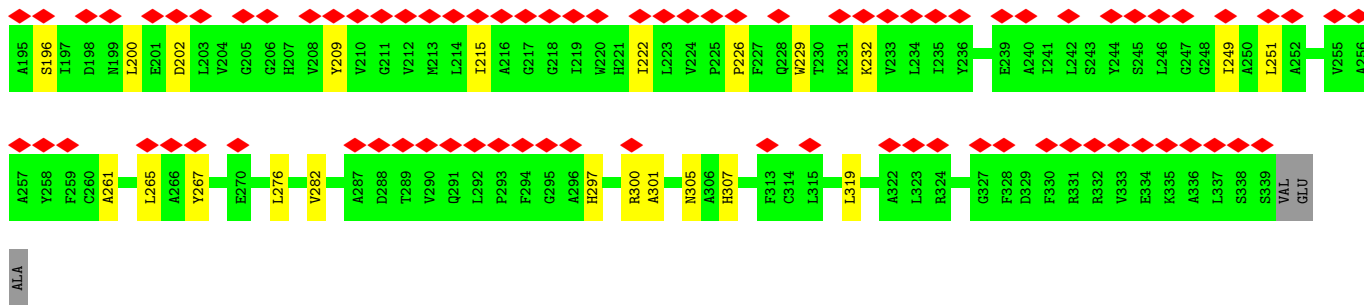 A195 S196 I197 D198 N199 L200 E201 D202 L203 V204 G205 G206 H207 V208 Y209 V210 G211 V212 M213 L214 I215 A216 G217 G218 I219 W220 H221 I222 L223 V224 P225 P226 F227 Q228 W229 T230 K231 K232 V233 L234 I235 Y236 E239 A240 I241 L242 S243 Y244 S245 L246 G247 G248 I249 A250 L251 A252 V255 A256
A257 Y258 F259 C260 A261 L265 A266 Y267 E270 L276 V282 A287 D288 T289 V290 Q291 L292 P293 F294 G295 A296 H297 R300 A301 N305 A306 H307 F313 C314 L315 L319 A322 L323 R324 G327 F328 D329 F330 R331 R332 V333 E334 K335 A336 L337 S338 S339 VAL GLU
ALA